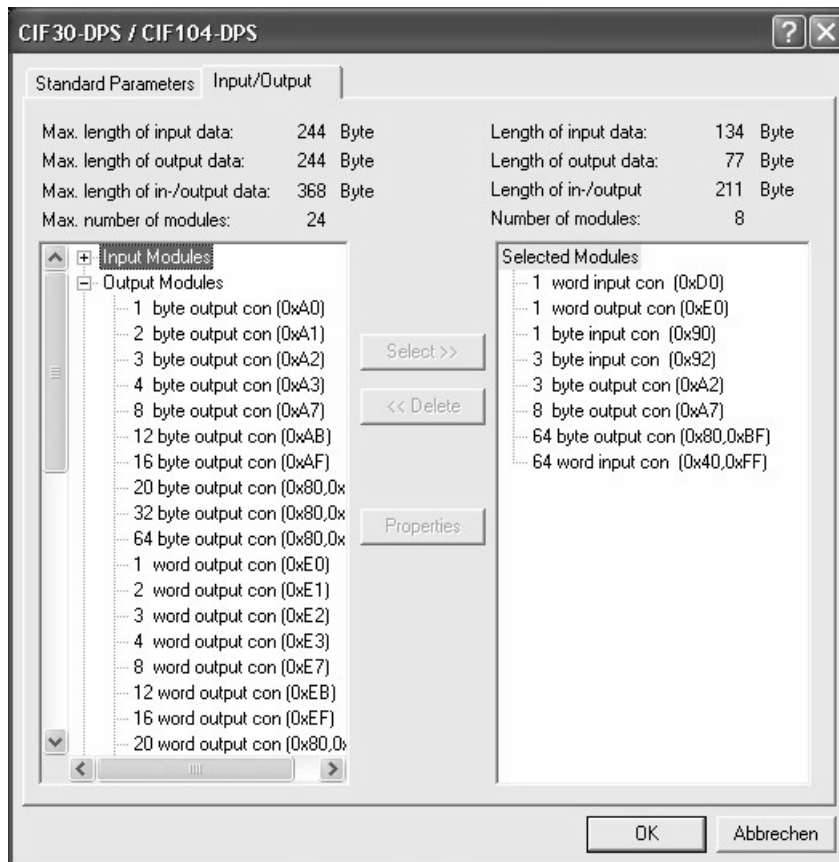 CIF30-DPS / CIF104-DPS
Standard Parameters
Input/Output
Max. length of input data: 244 Byte
Max. length of output data: 244 Byte
Max. length of in-/output data: 368 Byte
Max. number of modules: 24
Length of input data: 134 Byte
Length of output data: 77 Byte
Length of in-/output 211 Byte
Number of modules: 8
Input Modules
Output Modules
1 byte output con (0xA0)
2 byte output con (0xA1)
3 byte output con (0xA2)
4 byte output con (0xA3)
8 byte output con (0xA7)
12 byte output con (0xAB)
16 byte output con (0xAF)
20 byte output con (0x80,0x
32 byte output con (0x80,0x
64 byte output con (0x80,0x
1 word output con (0xE0)
2 word output con (0xE1)
3 word output con (0xE2)
4 word output con (0xE3)
8 word output con (0xE7)
12 word output con (0xEB)
16 word output con (0xEF)
20 word output con (0x80,0x
Select >>
<< Delete
Properties
Selected Modules
1 word input con (0xD0)
1 word output con (0xE0)
1 byte input con (0x90)
3 byte input con (0x92)
3 byte output con (0xA2)
8 byte output con (0xA7)
64 byte output con (0x80,0xBF)
64 word input con (0x40,0xFF)
OK
Abbrechen